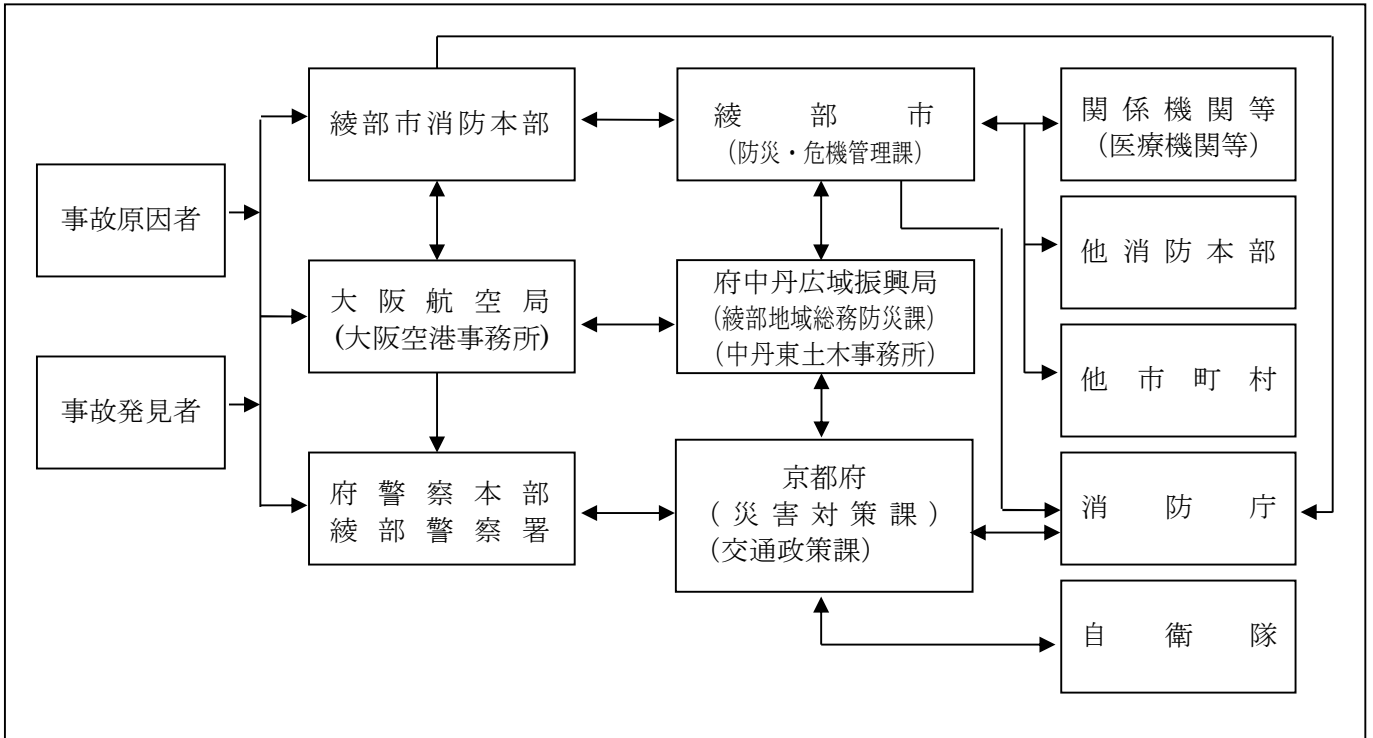 事故原因者
事故発見者
綾部市消防本部
大阪航空局
(大阪空港事務所)
府警察本部
綾部警察署
綾部市
(防災・危機管理課)
府中丹広域振興局
(綾部地域総務防災課)
(中丹東土木事務所)
京都府
(災害対策課)
(交通政策課)
関係機関等
(医療機関等)
他消防本部
他市町村
消防庁
自衛隊